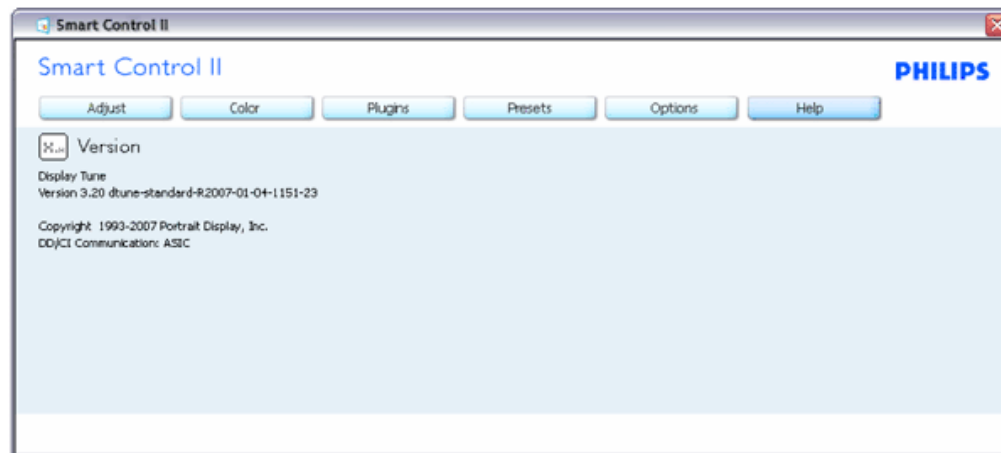 Smart Control II
Smart Control II
PHILIPS
Adjust Color Plugins Presets Options Help
Version
Display Tune
Version 3.20 dtune-standard-R2007-01-04-1151-23
Copyright 1993-2007 Portrait Display, Inc.
DD/CI Communication: ASIC